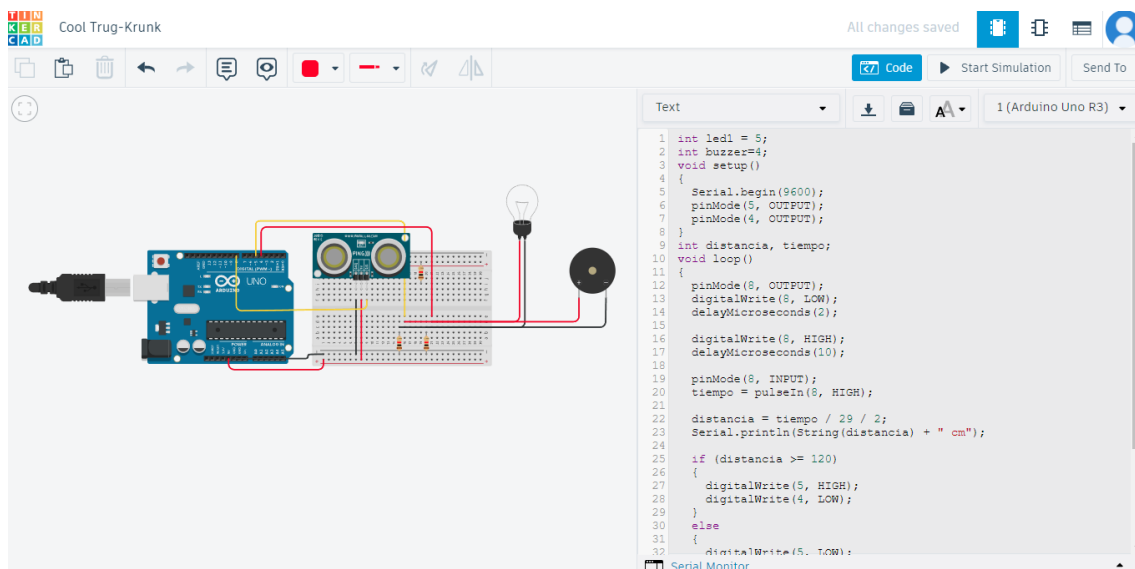 TIN
KER
CAD
Cool Trug-Krunk
All changes saved
Code
Start Simulation
Send To
Text
1 (Arduino Uno R3)
1 int led1 = 5;
2 int buzzer=4;
3 void setup()
4 {
5 Serial.begin(9600);
6 pinMode(5, OUTPUT);
7 pinMode(4, OUTPUT);
8 }
9 int distancia, tiempo;
10 void loop()
11 {
12 pinMode(8, OUTPUT);
13 digitalWrite(8, LOW);
14 delayMicroseconds(2);
15
16 digitalWrite(8, HIGH);
17 delayMicroseconds(10);
18
19 pinMode(8, INPUT);
20 tiempo = pulseIn(8, HIGH);
21
22 distancia = tiempo / 29 / 2;
23 Serial.println(String(distancia) + " cm");
24
25 if (distancia >= 120)
26 {
27 digitalWrite(5, HIGH);
28 digitalWrite(4, LOW);
29 }
30 else
31 {
32 digitalWrite(5, LOW);
Serial Monitor
UNO
ARDUINO
DIGITAL (PWM ~)
POWER
ANALOG IN